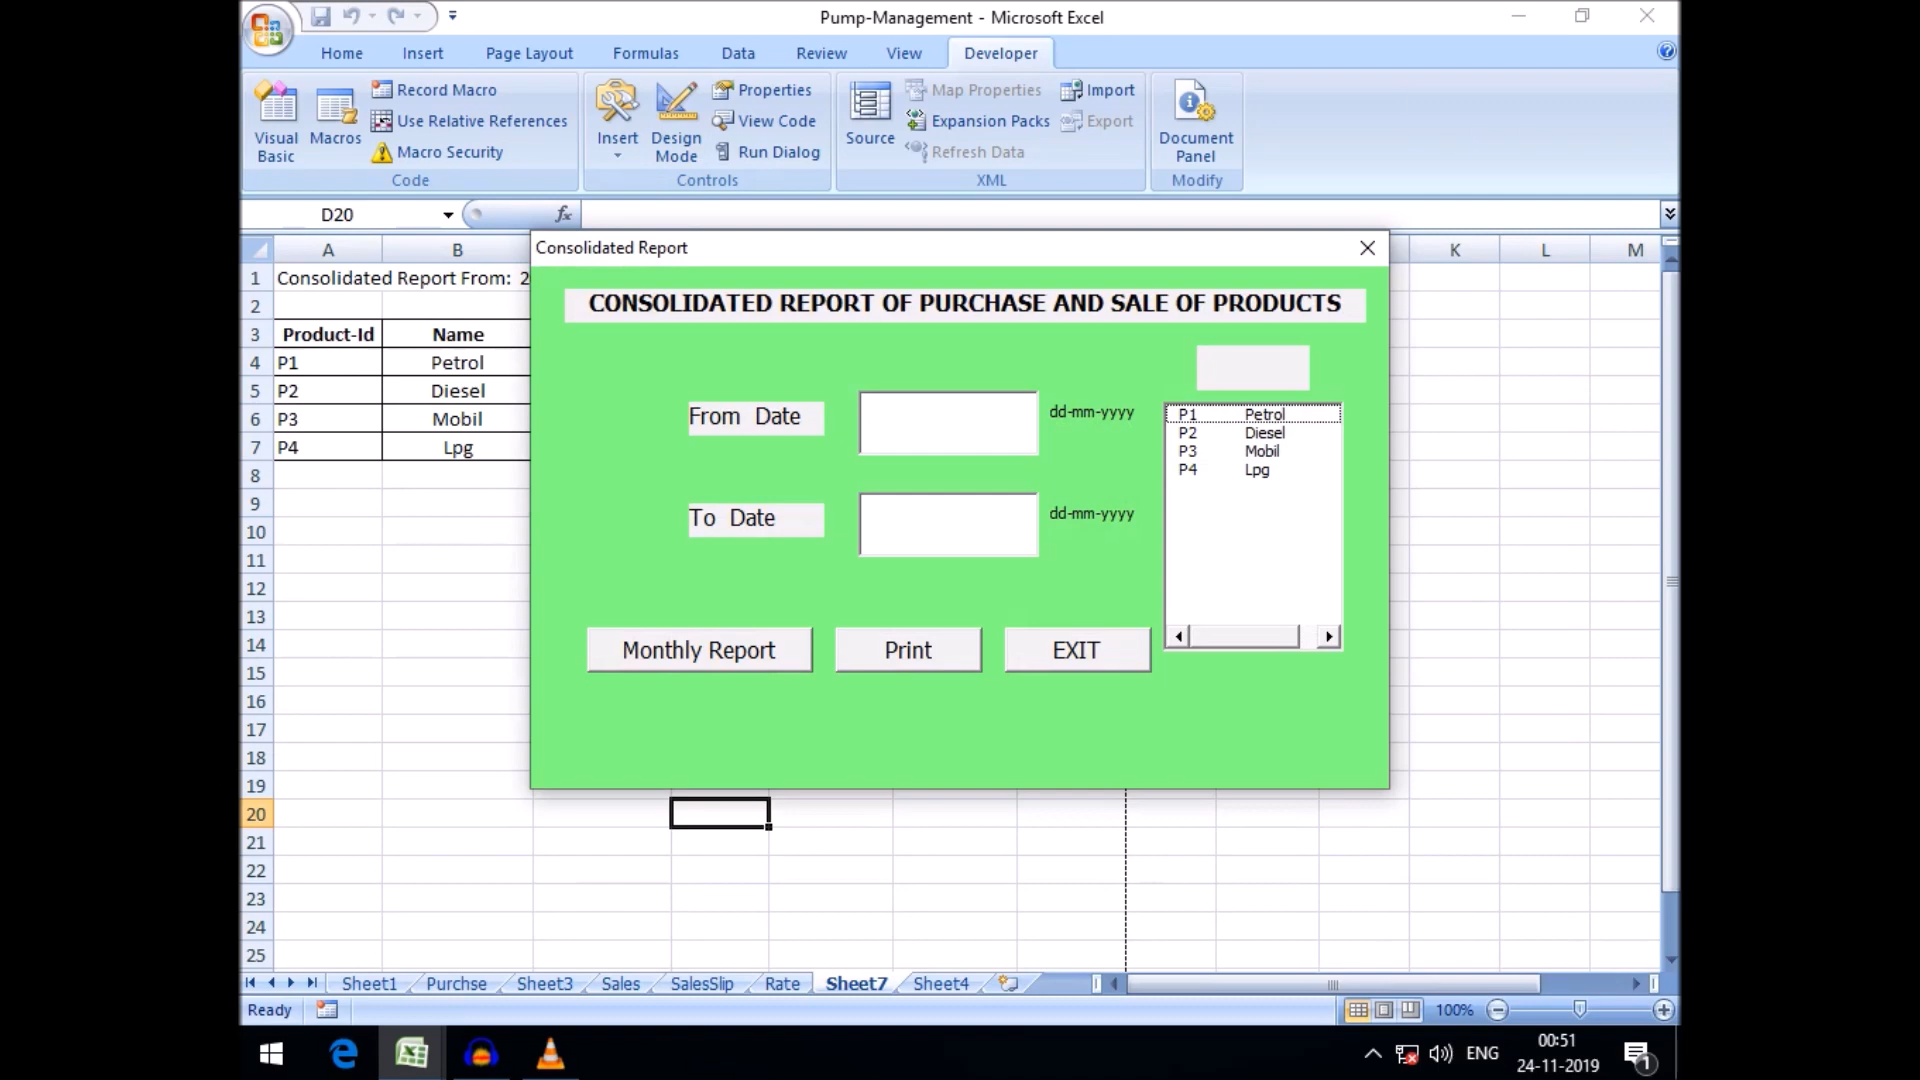 Pump-Management - Microsoft Excel
Home Insert Page Layout Formulas Data Review View Developer
Visual Basic
Macros
Record Macro
Use Relative References
Macro Security
Code
Insert
Design Mode
Properties
View Code
Run Dialog
Controls
Source
Map Properties
Expansion Packs
Refresh Data
Import
Export
XML
Document Panel
Modify
D20 fx
A B K L M
1 Consolidated Report From: 2
2
3 Product-Id Name
4 P1 Petrol
5 P2 Diesel
6 P3 Mobil
7 P4 Lpg
8
9
10
11
12
13
14
15
16
17
18
19
20
21
22
23
24
25
Consolidated Report
CONSOLIDATED REPORT OF PURCHASE AND SALE OF PRODUCTS
From Date dd-mm-yyyy
To Date dd-mm-yyyy
P1 Petrol
P2 Diesel
P3 Mobil
P4 Lpg
Monthly Report Print EXIT
Sheet1 Purchse Sheet3 Sales SalesSlip Rate Sheet7 Sheet4
Ready 100%
ENG
00:51
24-11-2019
1